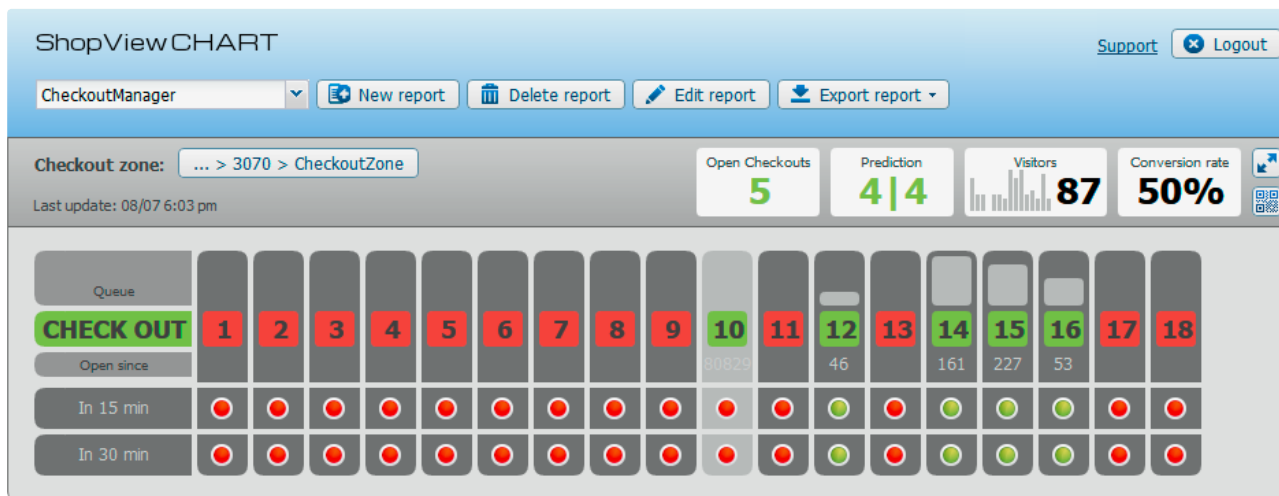 ShopView CHART
Support
Logout
CheckoutManager
New report
Delete report
Edit report
Export report
Checkout zone:
... > 3070 > CheckoutZone
Last update: 08/07 6:03 pm
Open Checkouts
5
Prediction
4|4
Visitors
87
Conversion rate
50%
Queue
CHECK OUT 1 2 3 4 5 6 7 8 9 10 11 12 13 14 15 16 17 18
Open since 80829 46 161 227 53
In 15 min
In 30 min